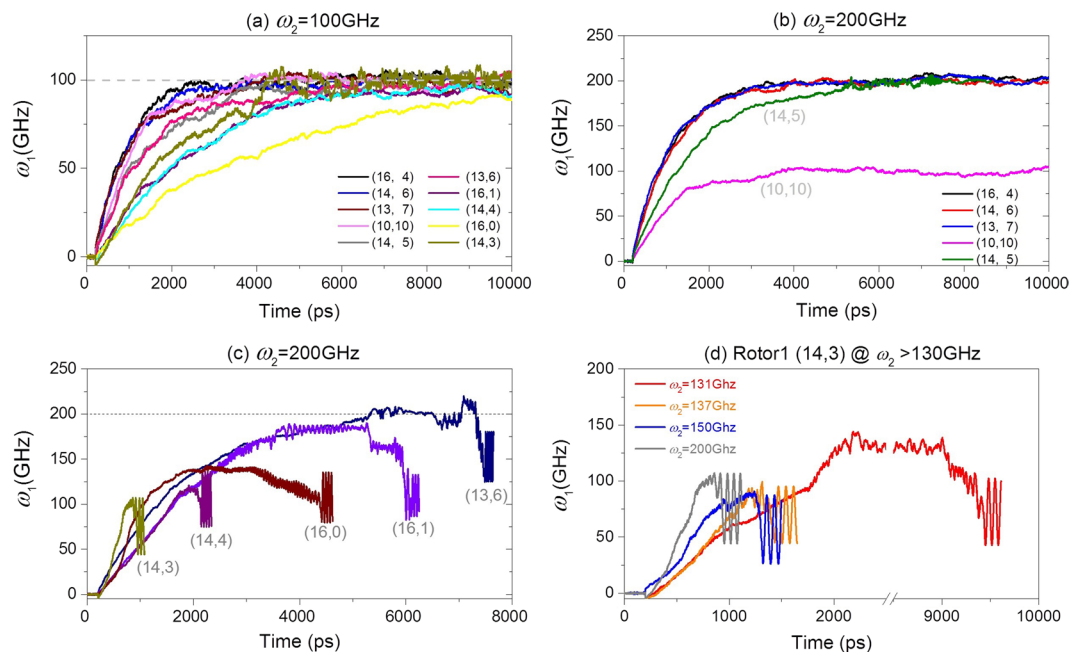 (a) ω2=100GHz
ω1(GHz)
100
50
0
0 2000 4000 6000 8000 10000
Time (ps)
(16, 4)
(14, 6)
(13, 7)
(10,10)
(14, 5)
(13,6)
(16,1)
(14,4)
(16,0)
(14,3)
(b) ω2=200GHz
ω1(GHz)
250
200
150
100
50
0
(14,5)
(10,10)
(16, 4)
(14, 6)
(13, 7)
(10,10)
(14, 5)
0 2000 4000 6000 8000 10000
Time (ps)
(c) ω2=200GHz
ω1(GHz)
250
200
150
100
50
0
(14,3)
(14,4)
(16,0)
(16,1)
(13,6)
0 2000 4000 6000 8000
Time (ps)
(d) Rotor1 (14,3) @ ω2 >130GHz
ω1(GHz)
200
150
100
50
0
ω2=131Ghz
ω2=137Ghz
ω2=150Ghz
ω2=200Ghz
0 1000 2000 9000 10000
Time (ps)